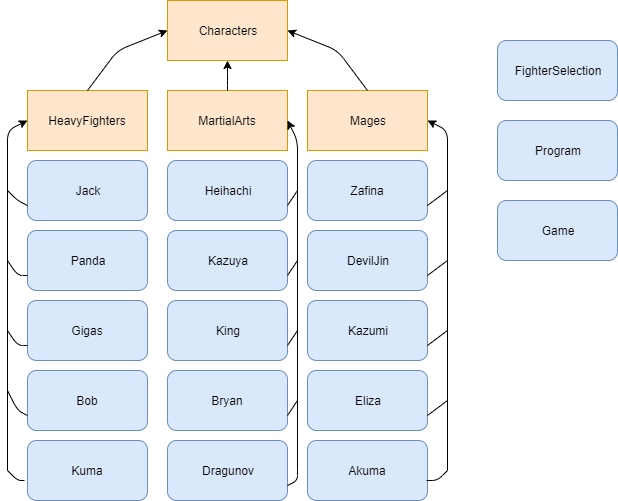 Characters
FighterSelection
HeavyFighters
MartialArts
Mages
Program
Jack
Heihachi
Zafina
Game
Panda
Kazuya
DevilJin
Gigas
King
Kazumi
Bob
Bryan
Eliza
Kuma
Dragunov
Akuma